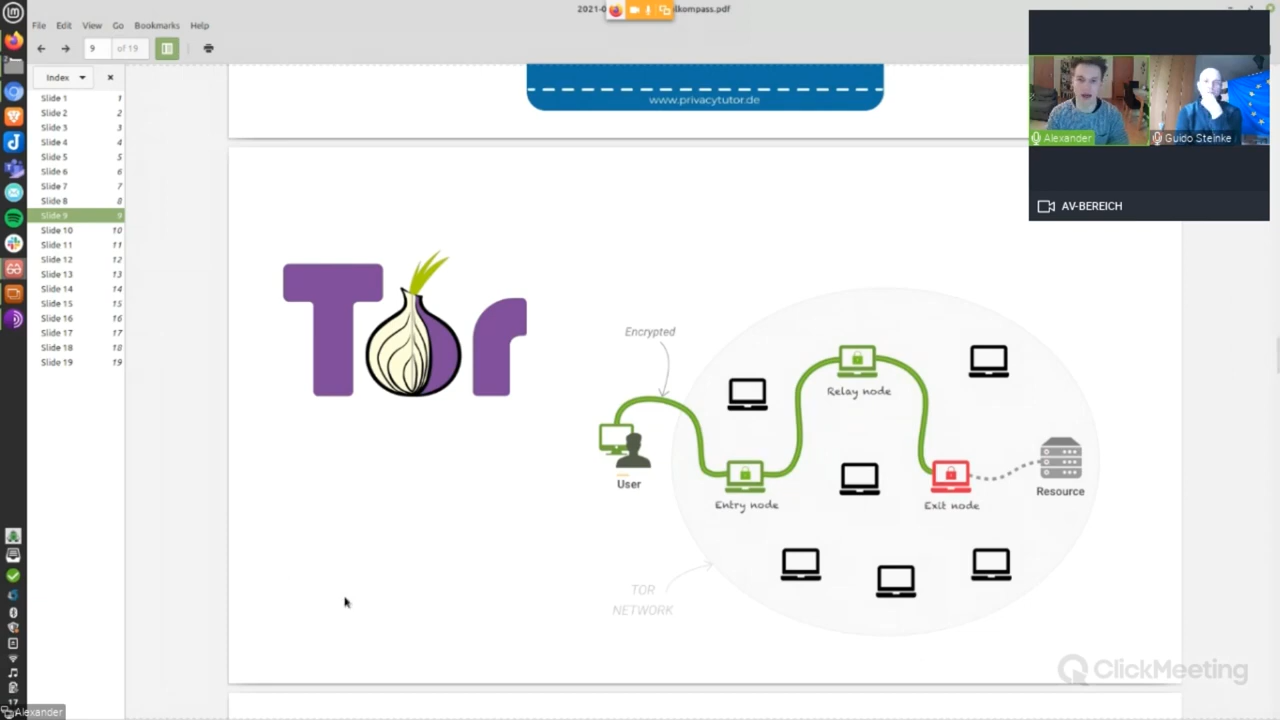 2021-0
lkompass.pdf
File Edit View Go Bookmarks Help
9 of 19
Index
Slide 1 1
Slide 2 2
Slide 3 3
Slide 4 4
Slide 5 5
Slide 6 6
Slide 7 7
Slide 8 8
Slide 9 9
Slide 10 10
Slide 11 11
Slide 12 12
Slide 13 13
Slide 14 14
Slide 15 15
Slide 16 16
Slide 17 17
Slide 18 18
Slide 19 19
www.privacytutor.de
Tor
Encrypted
Relay node
User
Entry node
Exit node
Resource
TOR
NETWORK
Alexander
Guido Steinke
AV-BEREICH
ClickMeeting
17
Alexander